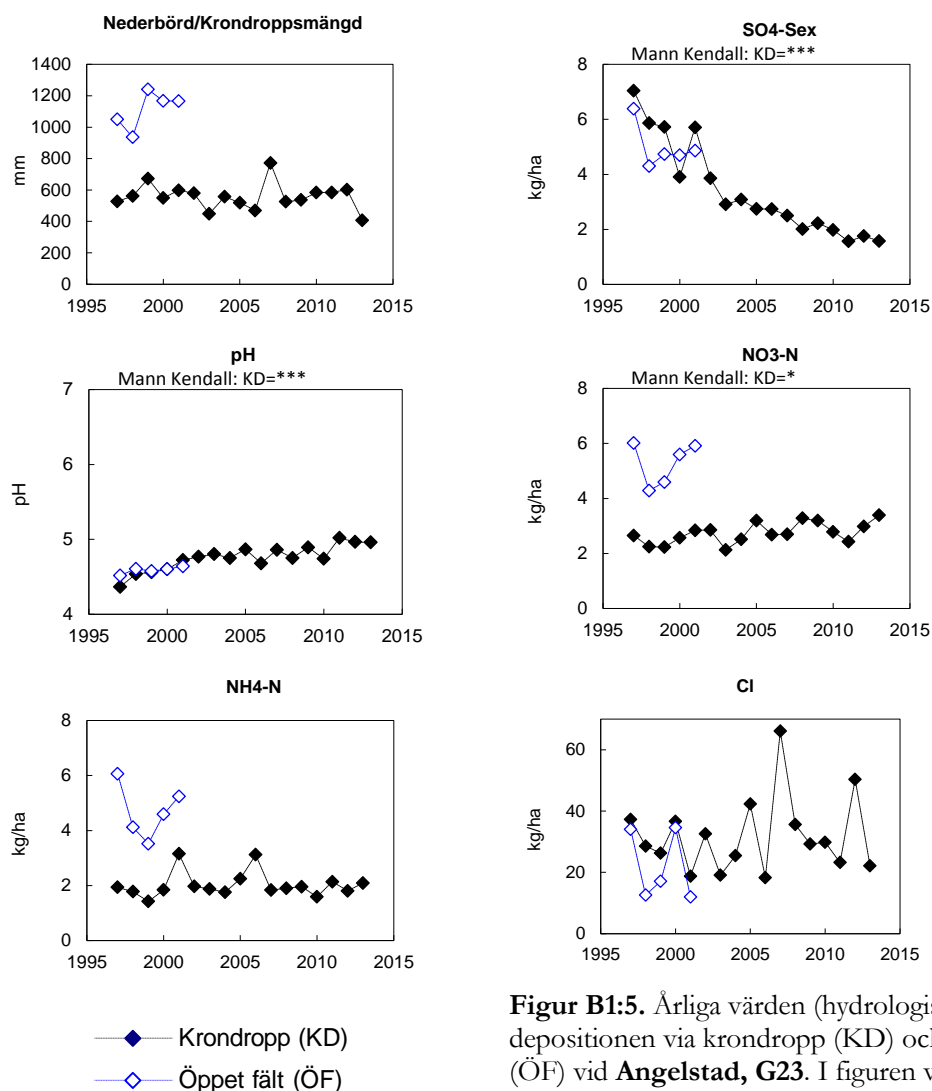 Nederbörd/Krondroppsmängd
1400
1200
1000
800
600
400
200
0
mm
1995 2000 2005 2010 2015
SO4-Sex
Mann Kendall: KD=***
8
6
4
2
0
kg/ha
1995 2000 2005 2010 2015
pH
Mann Kendall: KD=***
7
6
5
4
pH
1995 2000 2005 2010 2015
NO3-N
Mann Kendall: KD=*
8
6
4
2
0
kg/ha
1995 2000 2005 2010 2015
NH4-N
8
6
4
2
0
kg/ha
1995 2000 2005 2010 2015
Cl
60
40
20
0
kg/ha
1995 2000 2005 2010 2015
Krondropp (KD)
Öppet fält (ÖF)
Figur B1:5. Årliga värden (hydrologis
depositionen via krondropp (KD) och
(ÖF) vid Angelstad, G23. I figuren v